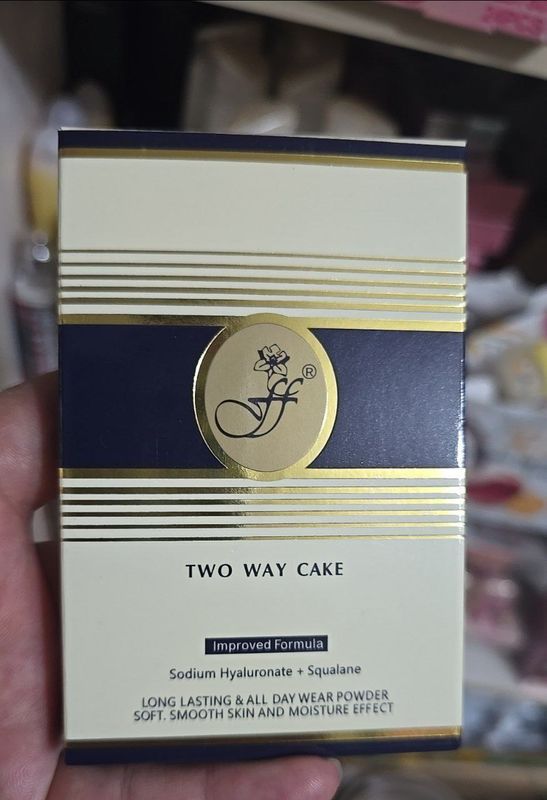 ff®
TWO WAY CAKE
Improved Formula
Sodium Hyaluronate + Squalane
LONG LASTING & ALL DAY WEAR POWDER
SOFT. SMOOTH SKIN AND MOISTURE EFFECT